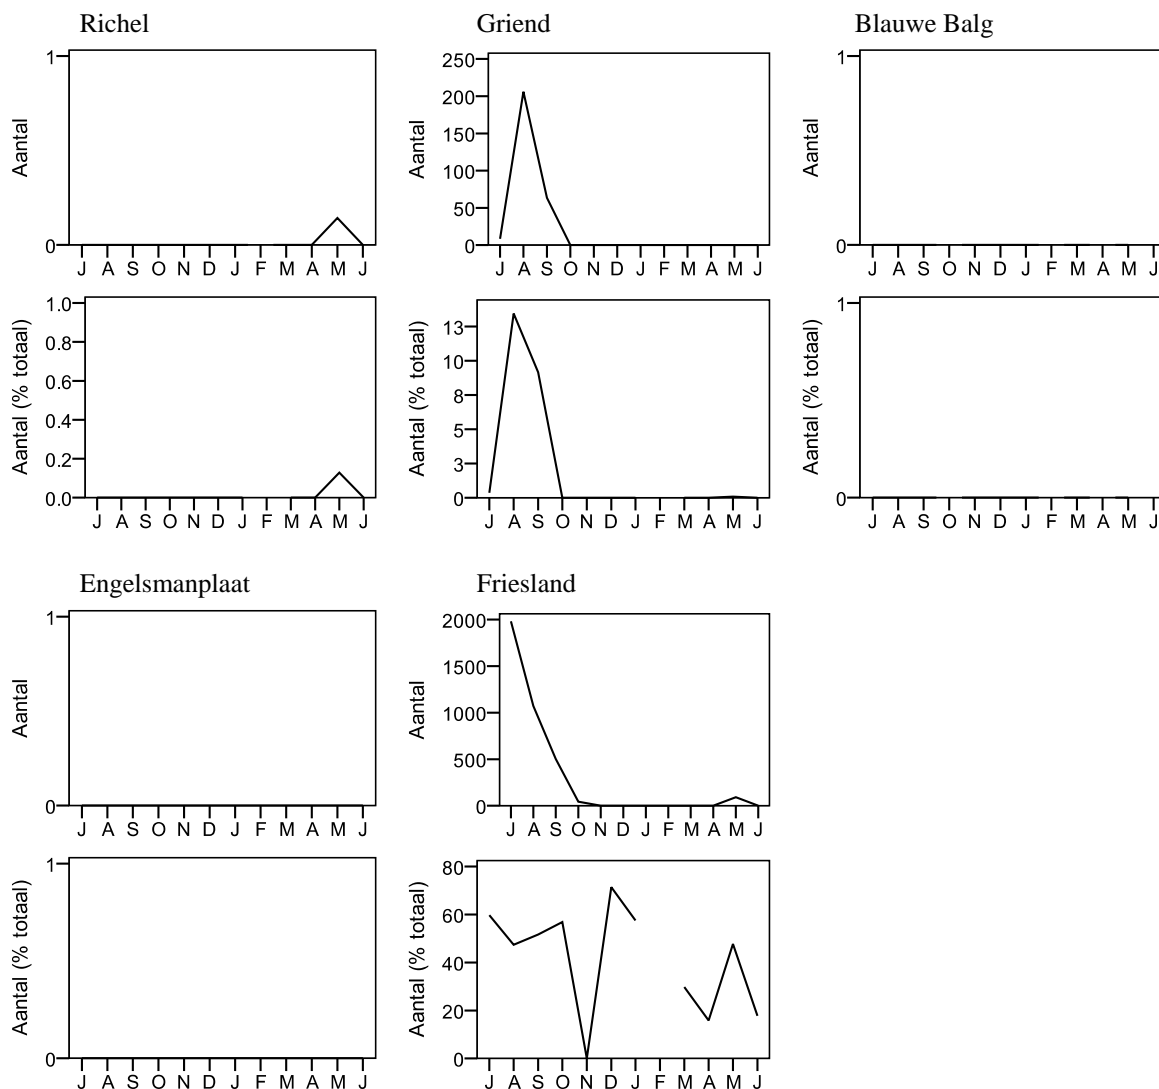 Richel
Griend
Blauwe Balg
1
0
Aantal
J A S O N D J F M A M J
250
200
150
100
50
0
Aantal
J A S O N D J F M A M J
1
0
Aantal
J A S O N D J F M A M J
1.0
0.8
0.6
0.4
0.2
0.0
Aantal (% totaal)
J A S O N D J F M A M J
13
10
8
5
3
0
Aantal (% totaal)
J A S O N D J F M A M J
1
0
Aantal (% totaal)
J A S O N D J F M A M J
Engelsmanplaat
Friesland
1
0
Aantal
J A S O N D J F M A M J
2000
1500
1000
500
0
Aantal
J A S O N D J F M A M J
1
0
Aantal (% totaal)
J A S O N D J F M A M J
80
60
40
20
0
Aantal (% totaal)
J A S O N D J F M A M J